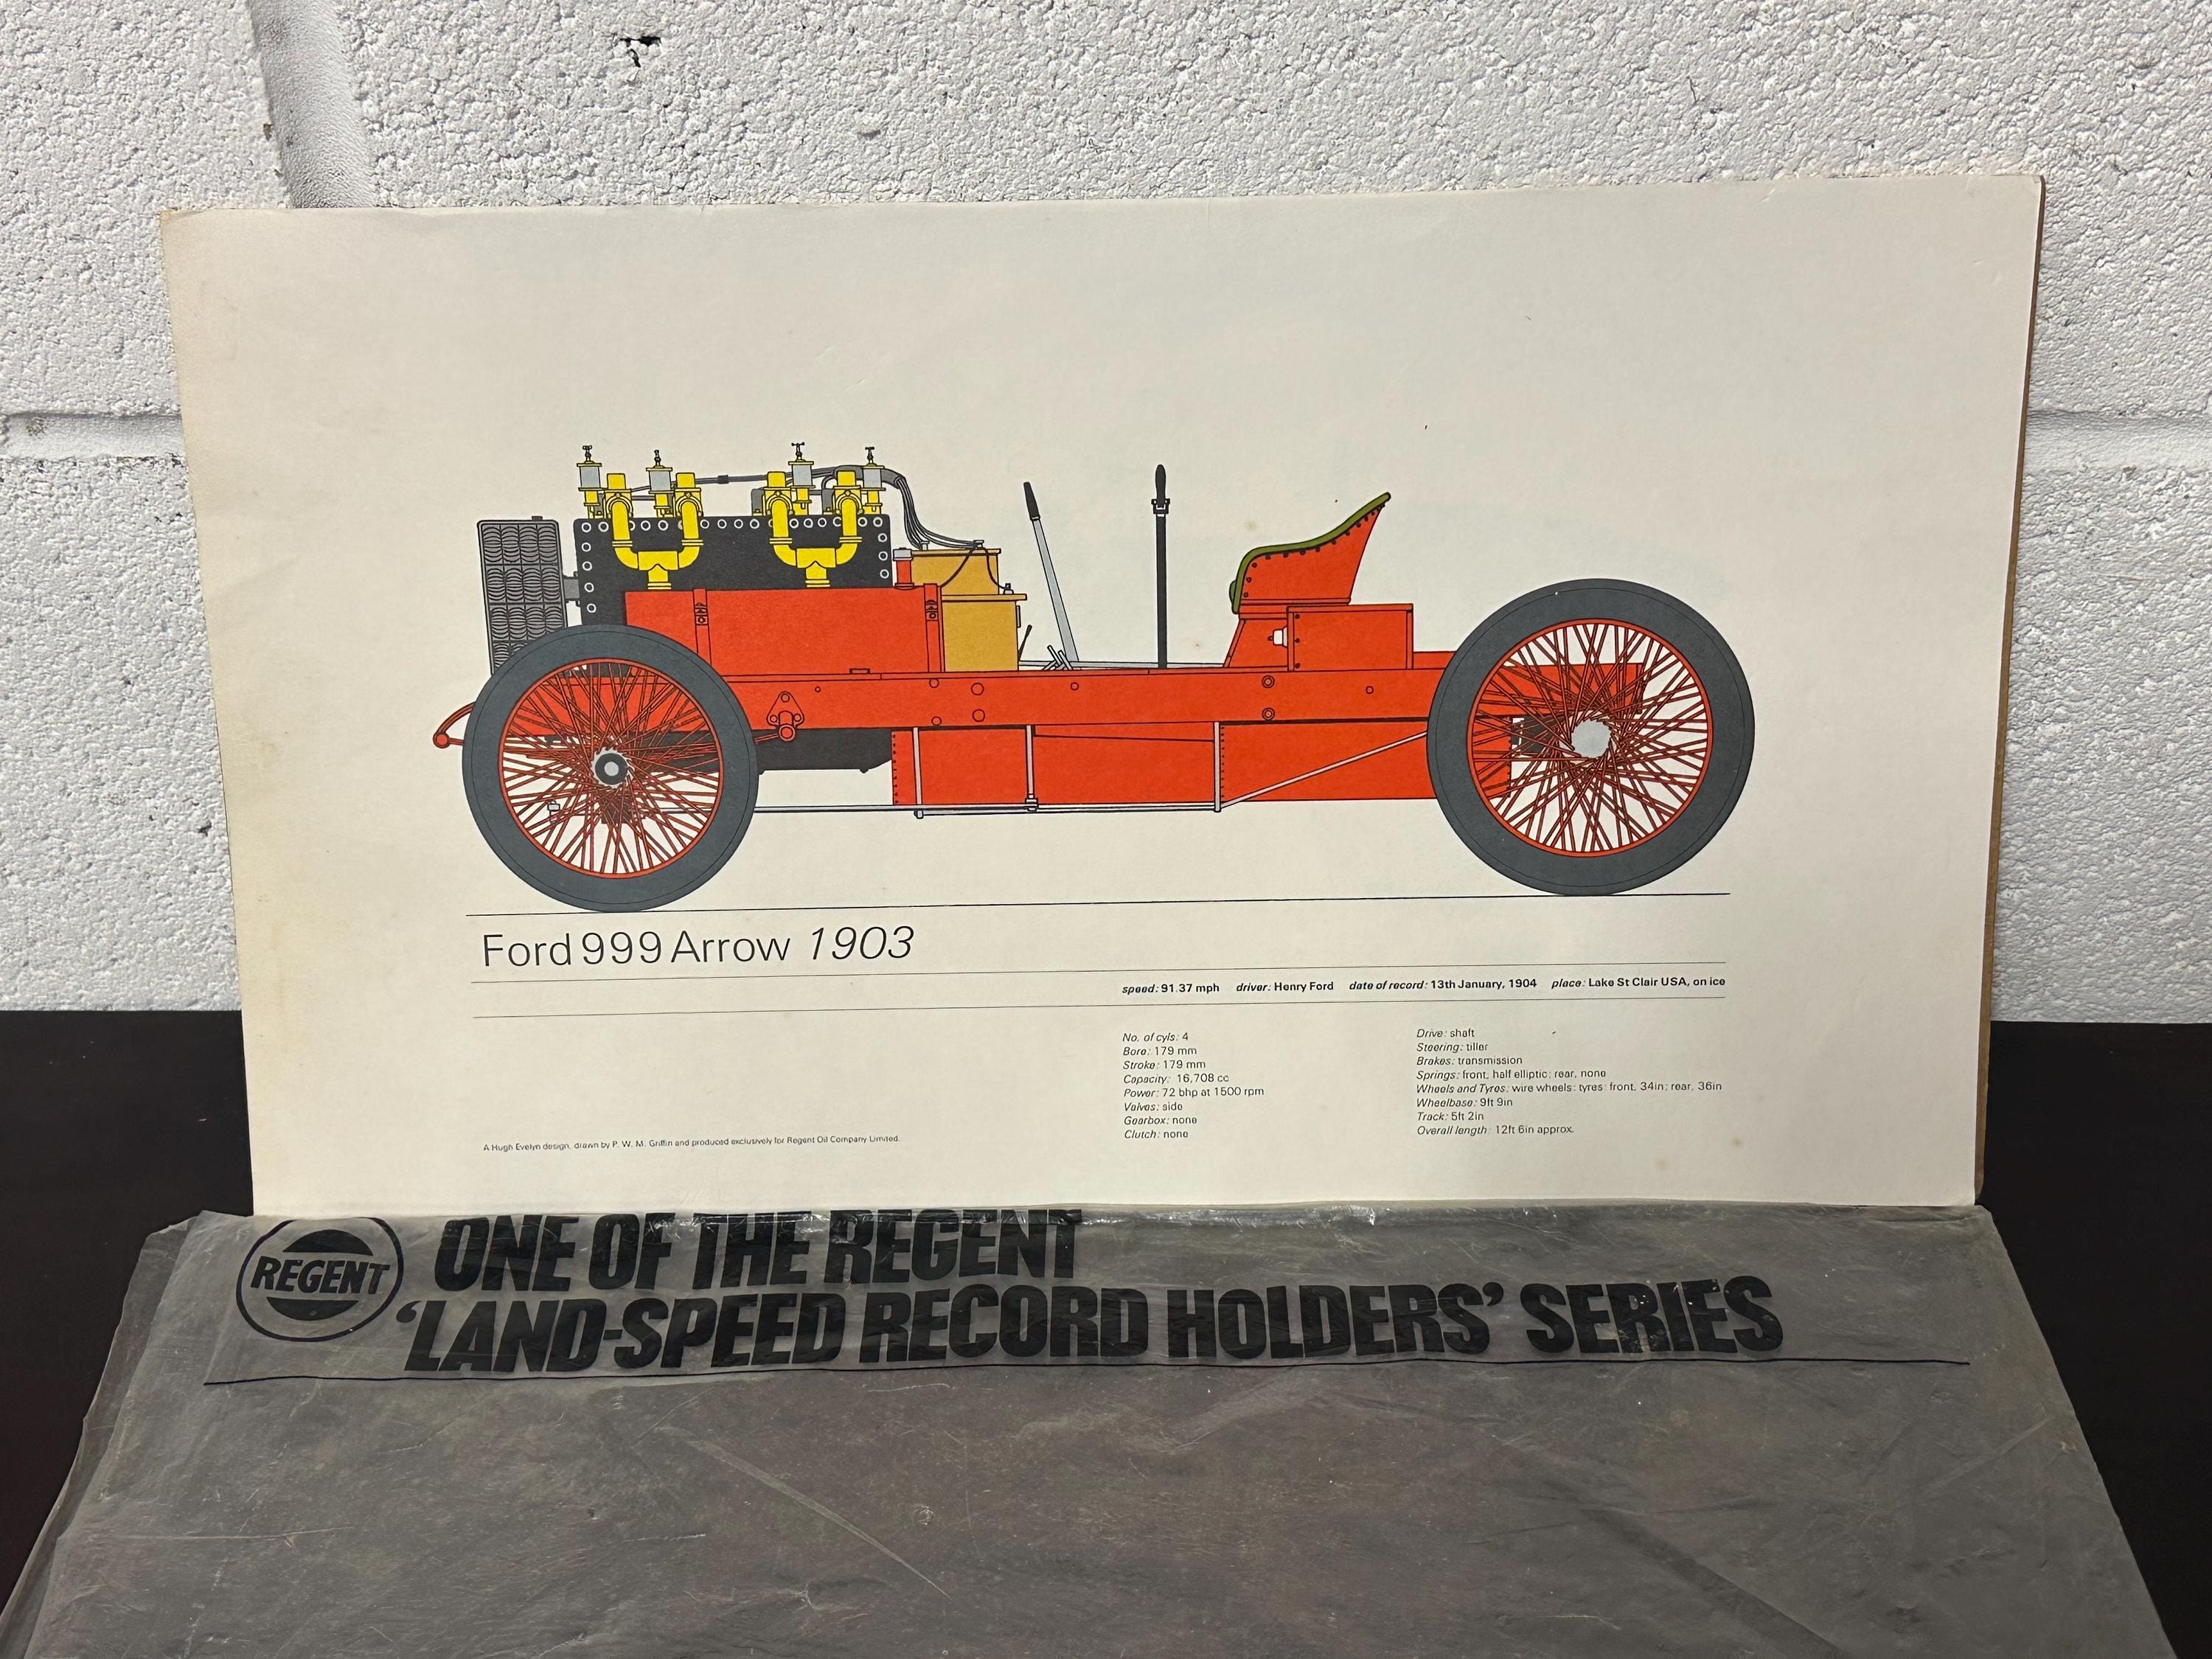 Ford 999 Arrow 1903
speed: 91.37 mph driver: Henry Ford date of record: 13th January, 1904 place: Lake St Clair USA, on ice
No. of cyls: 4
Bore: 179 mm
Stroke: 179 mm
Capacity: 16,708 cc
Power: 72 bhp at 1500 rpm
Valves: side
Gearbox: none
Clutch: none
Drive: shaft
Steering: tiller
Brakes: transmission
Springs: front, half elliptic; rear, none
Wheels and Tyres: wire wheels: tyres: front, 34in; rear, 36in
Wheelbase: 9ft 9in
Track: 5ft 2in
Overall length: 12ft 6in approx.
A Hugh Evelyn design, drawn by P. W. M. Griffin and produced exclusively for Regent Oil Company Limited.
REGENT
ONE OF THE REGENT
‘LAND-SPEED RECORD HOLDERS’ SERIES